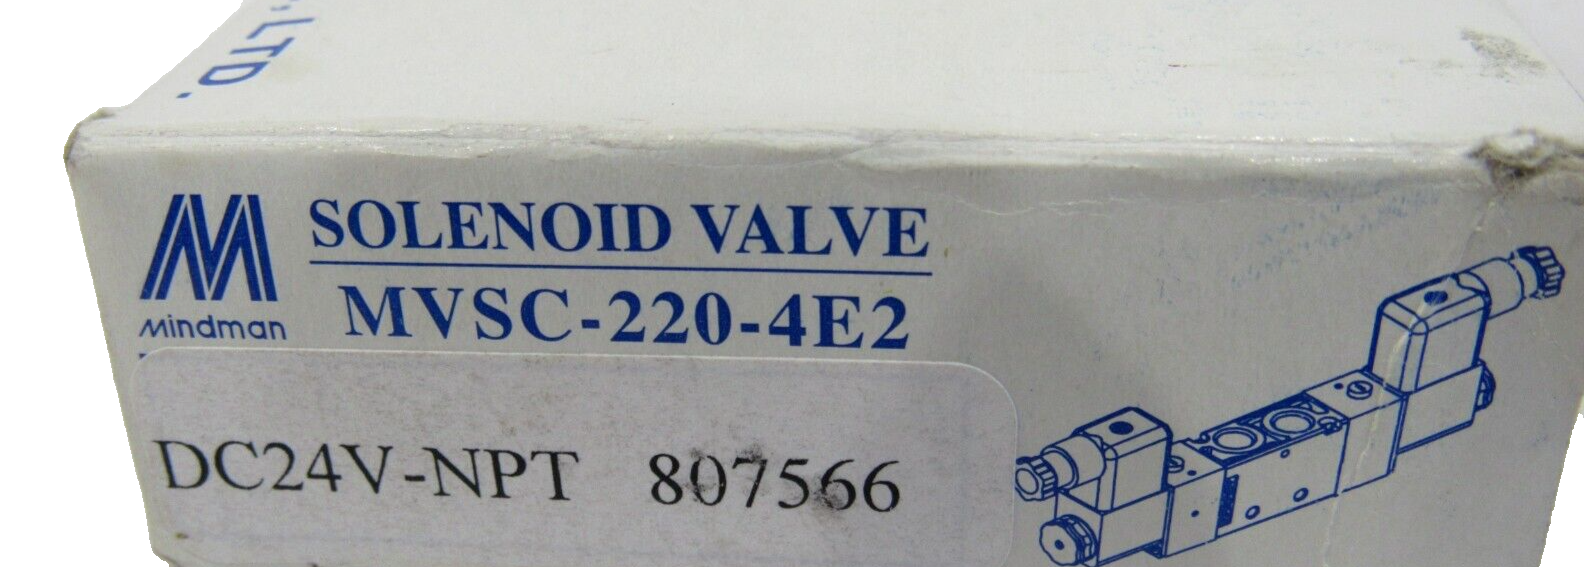 LTD.
SOLENOID VALVE
MVSC-220-4E2
Mindman
DC24V-NPT 807566